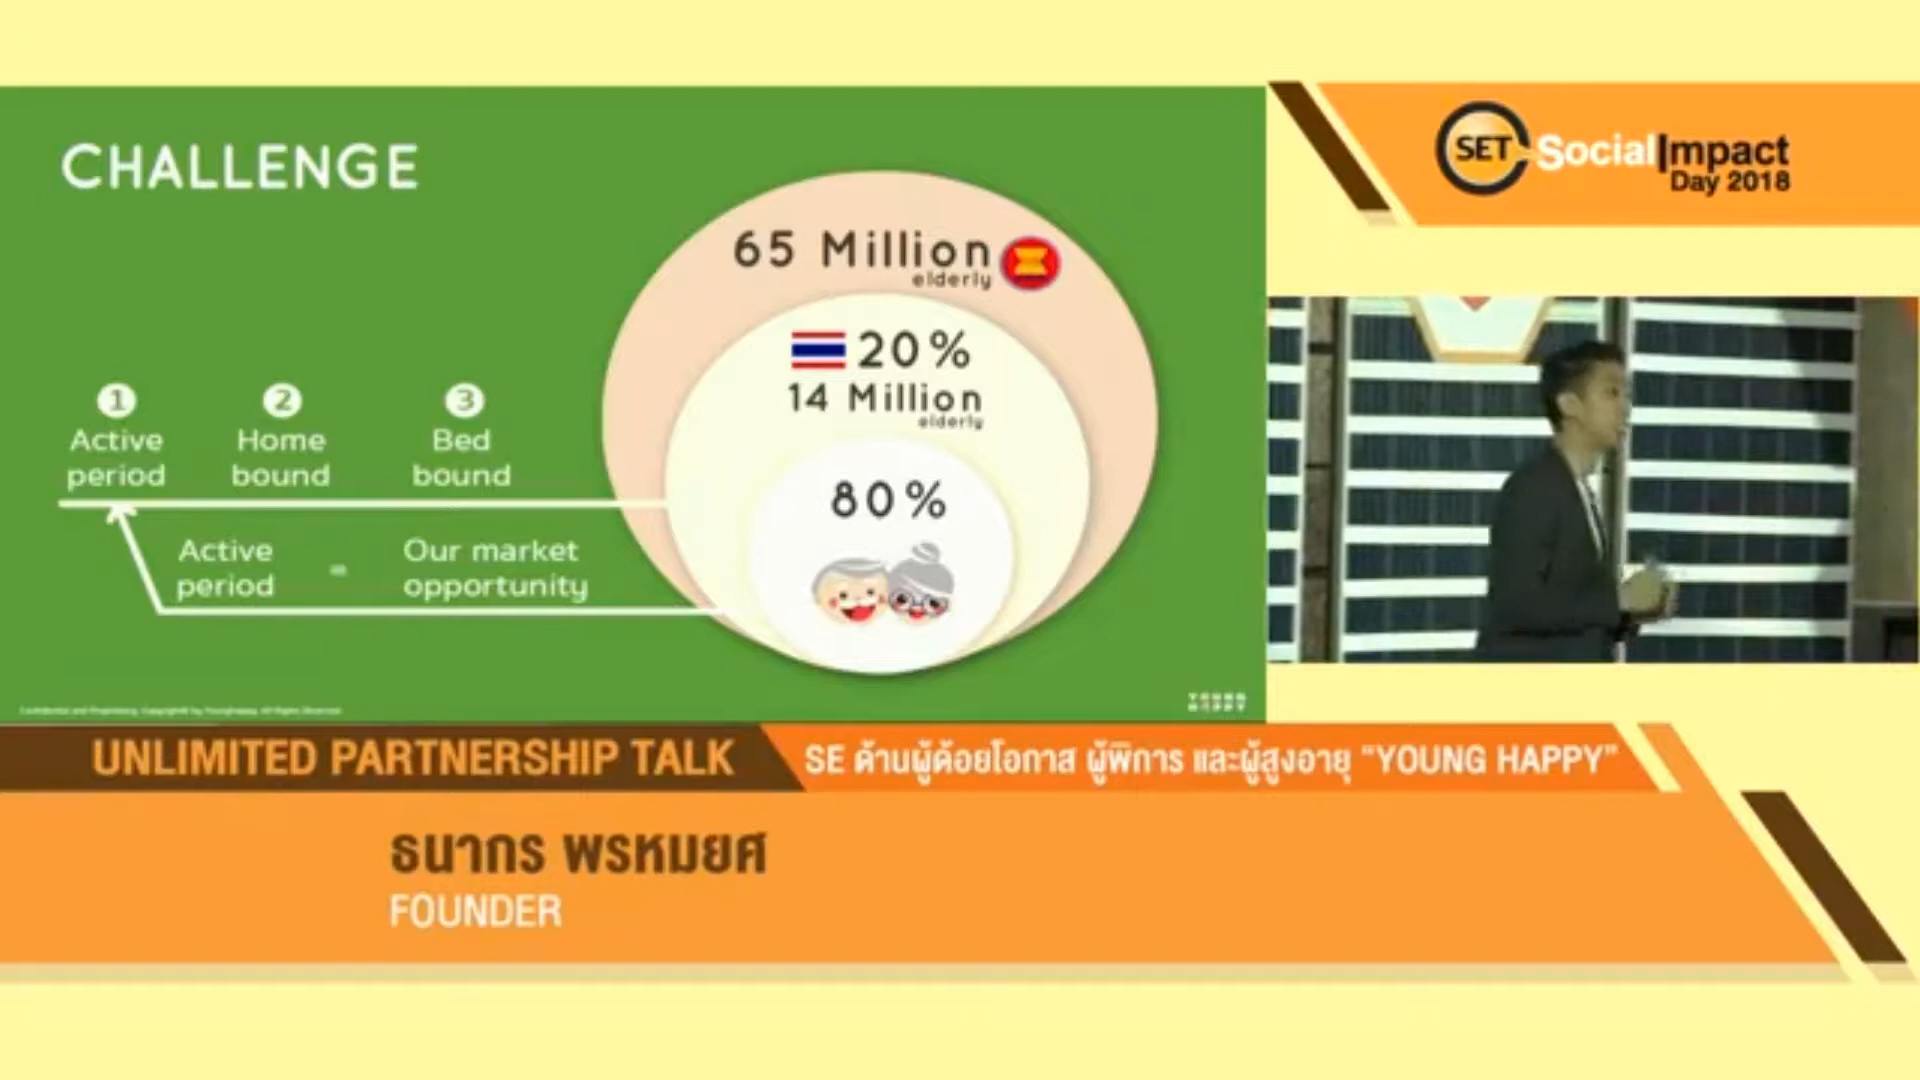 CHALLENGE
65 Million
elderly
20%
14 Million
elderly
80%
1
Active
period
2
Home
bound
3
Bed
bound
Active
period
=
Our market
opportunity
YOUNG
HAPPY
SET Social Impact
Day 2018
UNLIMITED PARTNERSHIP TALK
SE ด้านผู้ด้อยโอกาส ผู้พิการ และผู้สูงอายุ “YOUNG HAPPY”
ธนากร พรหมยศ
FOUNDER